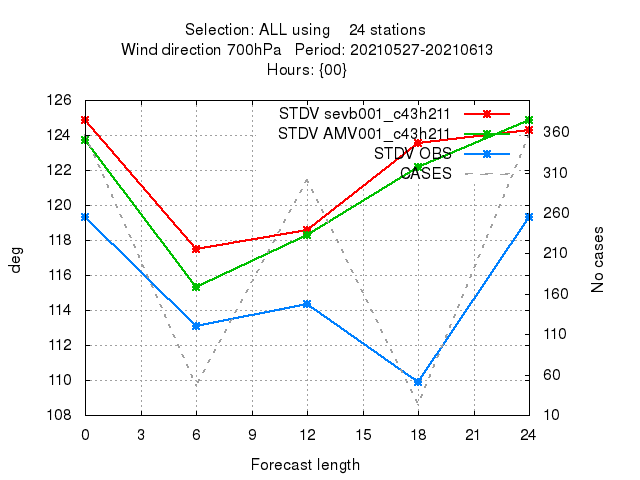 Selection: ALL using    24 stations
Wind direction 700hPa   Period: 20210527-20210613
Hours: {00}
STDV sevb001_c43h211
STDV AMV001_c43h211
STDV OBS
CASES
126
124
122
120
118
116
114
112
110
108
deg
360
310
260
210
160
110
60
10
No cases
0 3 6 9 12 15 18 21 24
Forecast length